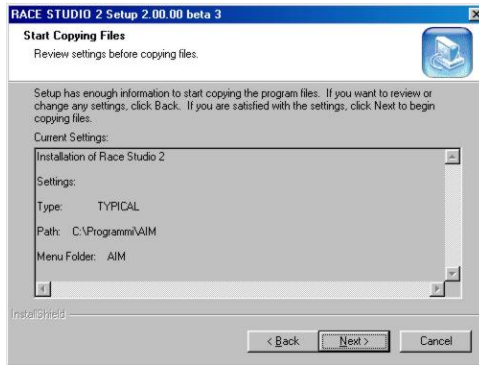 RACE STUDIO 2 Setup 2.00.00 beta 3
Start Copying Files
Review settings before copying files.
Setup has enough information to start copying the program files. If you want to review or
change any settings, click Back. If you are satisfied with the settings, click Next to begin
copying files.
Current Settings:
Installation of Race Studio 2
Settings:
Type: TYPICAL
Path: C:\Programmi\AIM
Menu Folder: AIM
InstallShield
< Back Next > Cancel